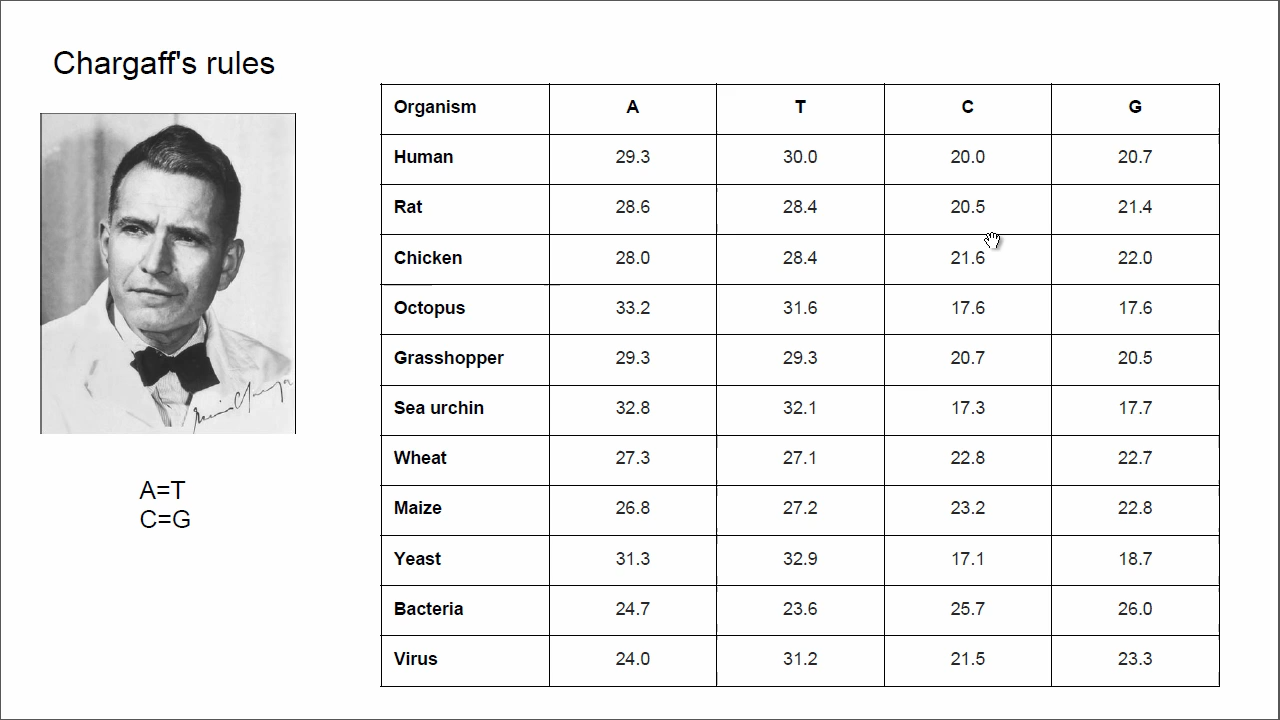 Chargaff's rules
Organism A T C G
Human 29.3 30.0 20.0 20.7
Rat 28.6 28.4 20.5 21.4
Chicken 28.0 28.4 21.6 22.0
Octopus 33.2 31.6 17.6 17.6
Grasshopper 29.3 29.3 20.7 20.5
Sea urchin 32.8 32.1 17.3 17.7
Wheat 27.3 27.1 22.8 22.7
Maize 26.8 27.2 23.2 22.8
Yeast 31.3 32.9 17.1 18.7
Bacteria 24.7 23.6 25.7 26.0
Virus 24.0 31.2 21.5 23.3
A=T
C=G